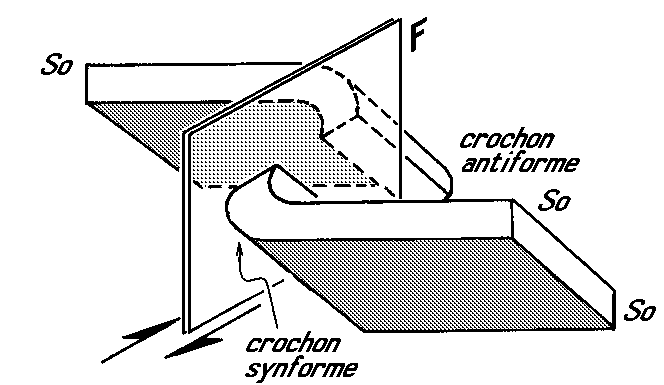 F
So
crochon
antiforme
So
So
crochon
synforme